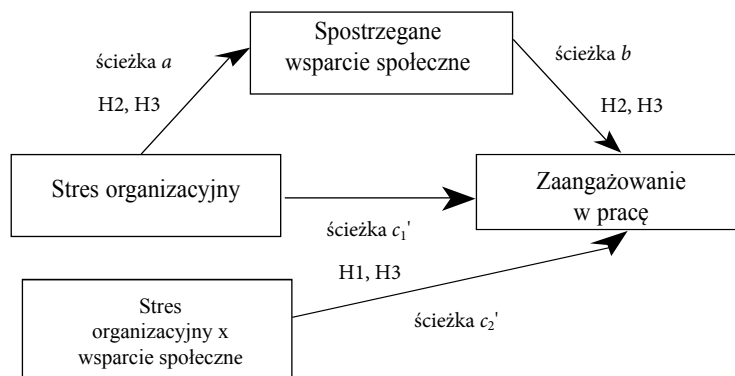 Spostrzegane
wsparcie społeczne
ścieżka a
ścieżka b
H2, H3
H2, H3
Stres organizacyjny
Zaangażowanie
w pracę
ścieżka c₁'
H1, H3
Stres
organizacyjny x
wsparcie społeczne
ścieżka c₂'